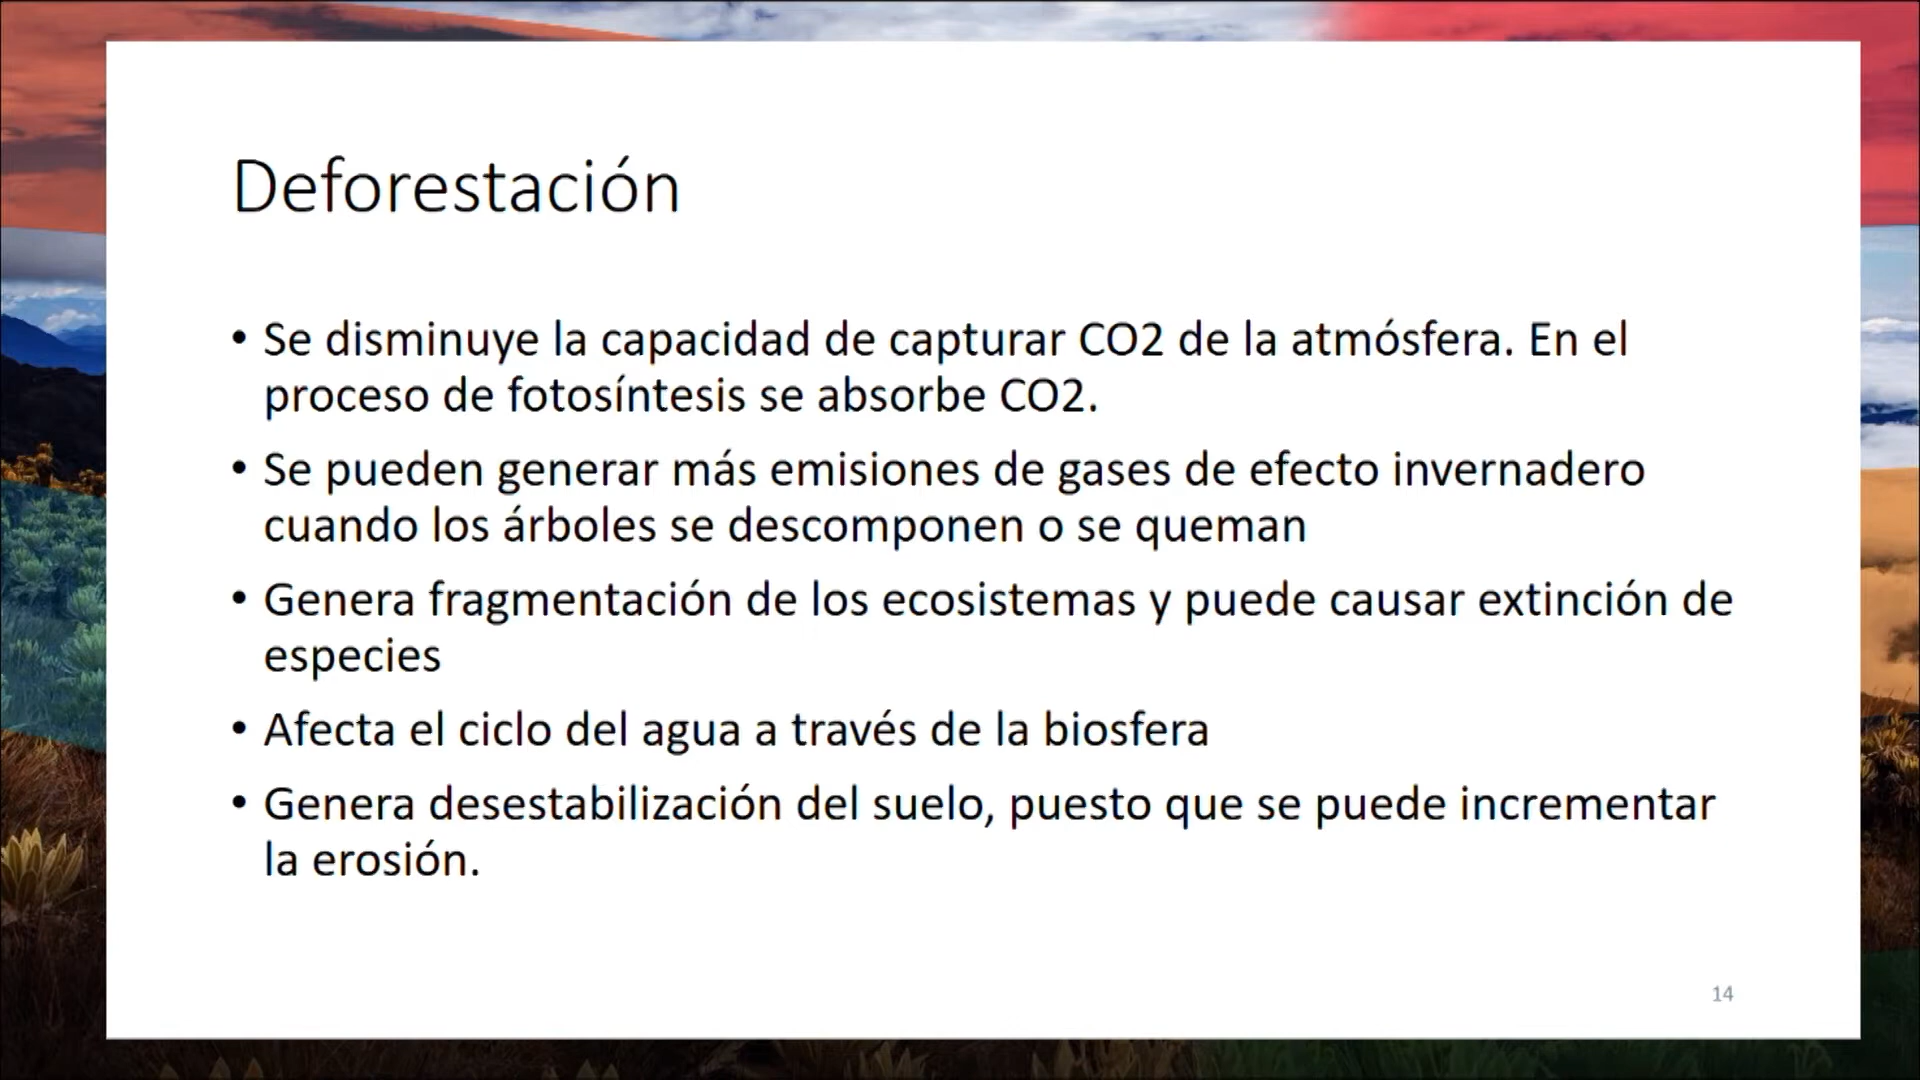 Deforestación
• Se disminuye la capacidad de capturar CO2 de la atmósfera. En el
proceso de fotosíntesis se absorbe CO2.
• Se pueden generar más emisiones de gases de efecto invernadero
cuando los árboles se descomponen o se queman
• Genera fragmentación de los ecosistemas y puede causar extinción de
especies
• Afecta el ciclo del agua a través de la biosfera
• Genera desestabilización del suelo, puesto que se puede incrementar
la erosión.
14